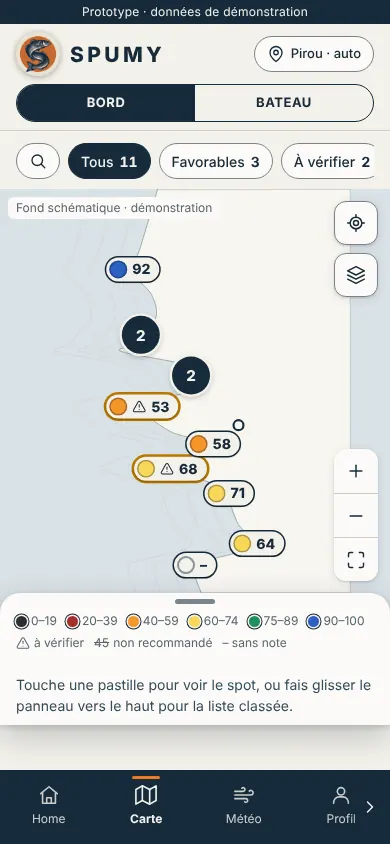 Prototype · données de démonstration
SPUMY
Pirou · auto
BORD
BATEAU
Tous 11
Favorables 3
À vérifier 2
Fond schématique · démonstration
92
2
2
53
58
68
71
64
–
0–19 20–39 40–59 60–74 75–89 90–100
à vérifier 45 non recommandé – sans note
Touche une pastille pour voir le spot, ou fais glisser le
panneau vers le haut pour la liste classée.
Home Carte Météo Profil